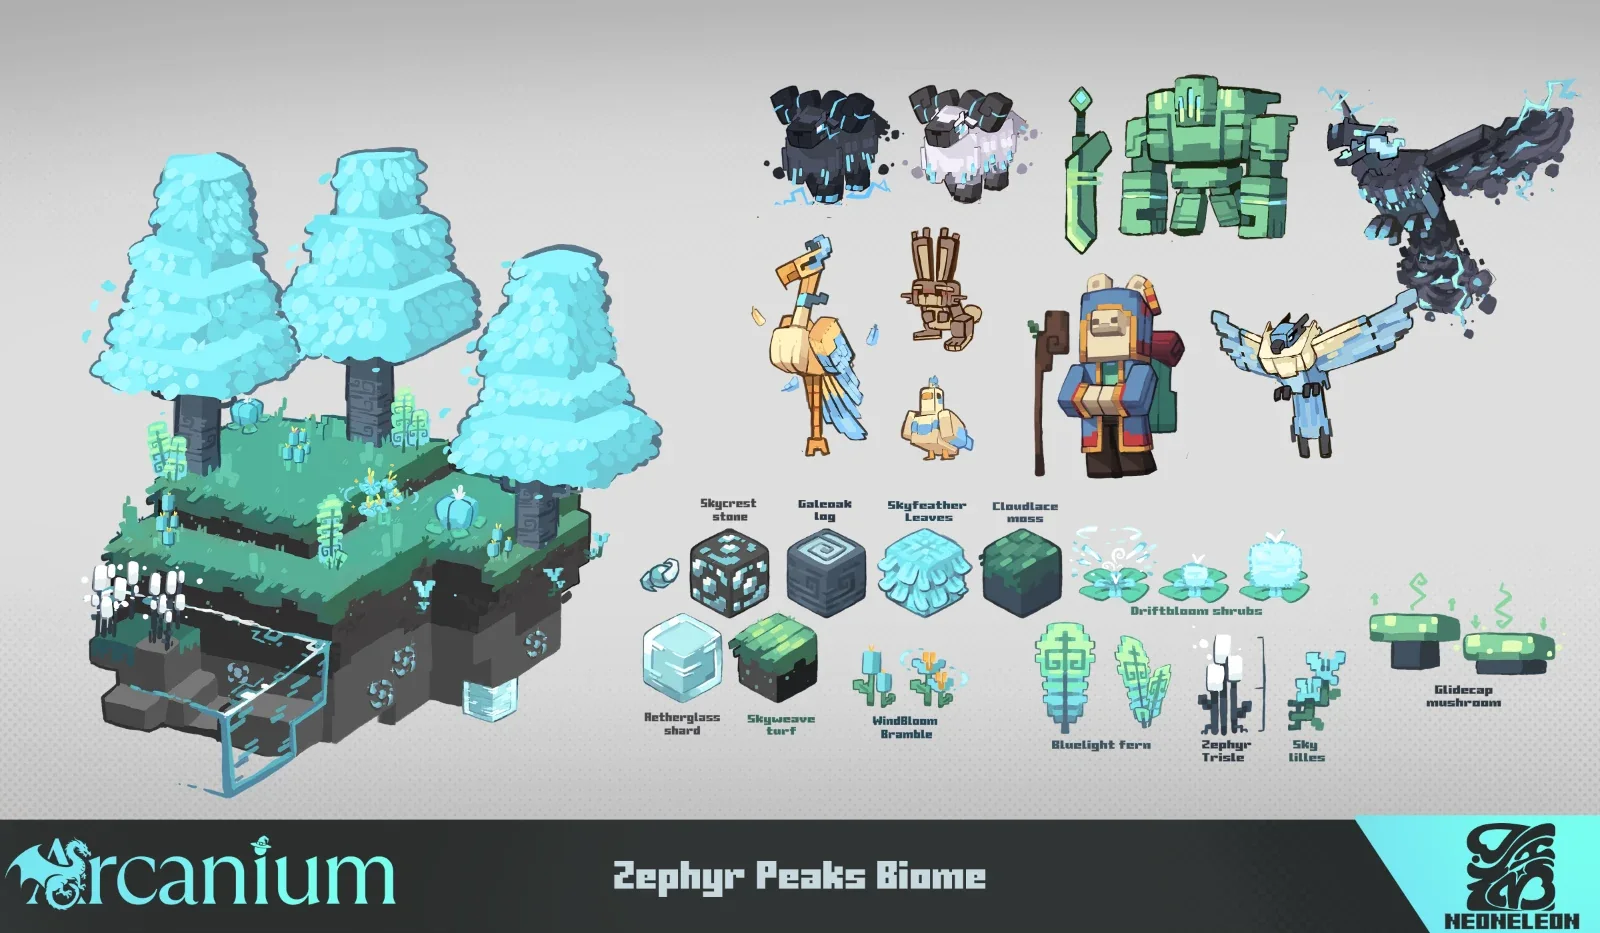 Skycrest
stone
Galeoak
log
Skyfeather
Leaves
Cloudlace
moss
Driftbloom shrubs
Aetherglass
shard
Skyweave
turf
WindBloom
Bramble
Bluelight fern
Zephyr
Trisle
Sky
lilies
Glidecap
mushroom
Arcanium
Zephyr Peaks Biome
NEONELEON